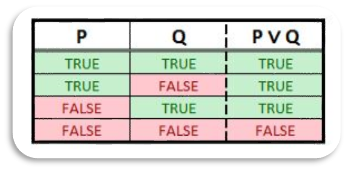 P Q P V Q
TRUE TRUE TRUE
TRUE FALSE TRUE
FALSE TRUE TRUE
FALSE FALSE FALSE